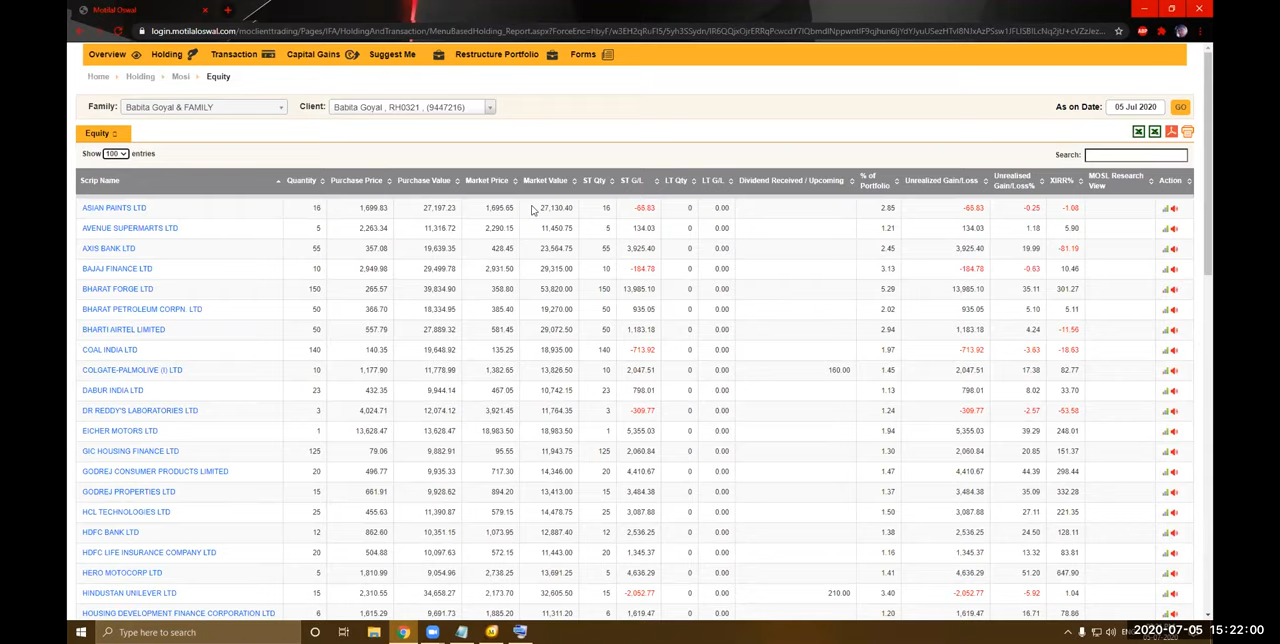 Motilal Oswal
login.motilaloswal.com/moclienttrading/Pages/IFA/HoldingAndTransaction/MenuBasedHolding_Report.aspx?
Overview Holding Transaction Capital Gains Suggest Me Restructure Portfolio Forms
Home Holding Mosi Equity
Family: Babita Goyal & FAMILY Client: Babita Goyal , RH0321 , (9447216) As on Date: 05 Jul 2020 GO
Equity
Show 100 entries Search:
Scrip Name Quantity Purchase Price Purchase Value Market Price Market Value ST Qty ST G/L LT Qty LT G/L Dividend Received / Upcoming % of Portfolio Unrealized Gain/Loss Unrealised Gain/Loss% XIRR% MOSL Research View Action
ASIAN PAINTS LTD 16 1,699.83 27,197.23 1,695.65 27,130.40 16 0 0.00 2.85 -0.25 -1.08
AVENUE SUPERMARTS LTD 5 2,263.34 11,316.72 2,290.15 11,450.75 5 134.03 0 0.00 1.21 134.03 1.18 5.90
AXIS BANK LTD 55 357.08 19,639.35 428.45 23,564.75 55 3,925.40 0 0.00 2.45 3,925.40 19.99 -81.19
BAJAJ FINANCE LTD 10 2,949.98 29,499.78 2,931.50 29,315.00 10 -184.78 0 0.00 3.13 -184.78 -0.63 10.46
BHARAT FORGE LTD 150 265.57 39,834.90 358.80 53,820.00 150 13,985.10 0 0.00 5.29 13,985.10 35.11 301.27
BHARAT PETROLEUM CORPN LTD 50 366.70 18,334.95 385.40 19,270.00 50 935.05 0 0.00 2.02 935.05 5.10 5.11
BHARTI AIRTEL LIMITED 50 557.79 27,889.32 581.45 29,072.50 50 1,183.18 0 0.00 2.94 1,183.18 4.24 -11.56
COAL INDIA LTD 140 140.35 19,648.92 135.25 18,935.00 140 -713.92 0 0.00 1.97 -713.92 -3.63 -18.63
COLGATE-PALMOLIVE (I) LTD 10 1,177.90 11,778.99 1,382.65 13,826.50 10 2,047.51 0 0.00 160.00 1.45 2,047.51 17.38 82.77
DABUR INDIA LTD 23 432.35 9,944.14 467.05 10,742.15 23 798.01 0 0.00 1.13 798.01 8.02 33.70
DR REDDY'S LABORATORIES LTD 3 4,024.71 12,074.12 3,921.45 11,764.35 3 -309.77 0 0.00 1.24 -309.77 -2.57 -53.58
EICHER MOTORS LTD 1 13,628.47 13,628.47 18,983.50 18,983.50 1 5,355.03 0 0.00 1.94 5,355.03 39.29 248.01
GIC HOUSING FINANCE LTD 125 79.06 9,882.91 95.55 11,943.75 125 2,060.84 0 0.00 1.30 2,060.84 20.85 151.37
GODREJ CONSUMER PRODUCTS LIMITED 20 496.77 9,935.33 717.30 14,346.00 20 4,410.67 0 0.00 1.47 4,410.67 44.39 298.44
GODREJ PROPERTIES LTD 15 661.91 9,928.62 894.20 13,413.00 15 3,484.38 0 0.00 1.37 3,484.38 35.09 332.28
HCL TECHNOLOGIES LTD 25 455.63 11,390.87 579.15 14,478.75 25 3,087.88 0 0.00 1.50 3,087.88 27.11 221.35
HDFC BANK LTD 12 862.60 10,351.15 1,073.95 12,887.40 12 2,536.25 0 0.00 1.38 2,536.25 24.50 128.11
HDFC LIFE INSURANCE COMPANY LTD 20 504.88 10,097.63 572.15 11,443.00 20 1,345.37 0 0.00 1.16 1,345.37 13.32 83.81
HERO MOTOCORP LTD 5 1,810.99 9,054.96 2,738.25 13,691.25 5 4,636.29 0 0.00 1.41 4,636.29 51.20 647.90
HINDUSTAN UNILEVER LTD 15 2,310.55 34,658.27 2,173.70 32,605.50 15 -2,052.77 0 0.00 210.00 3.40 -2,052.77 -5.92 1.04
HOUSING DEVELOPMENT FINANCE CORPORATION LTD 6 1,615.29 9,691.73 1,885.20 11,311.20 6 1,619.47 0 0.00 1.20 1,619.47 16.71 78.86
Type here to search
2020-07-05 15:22:00